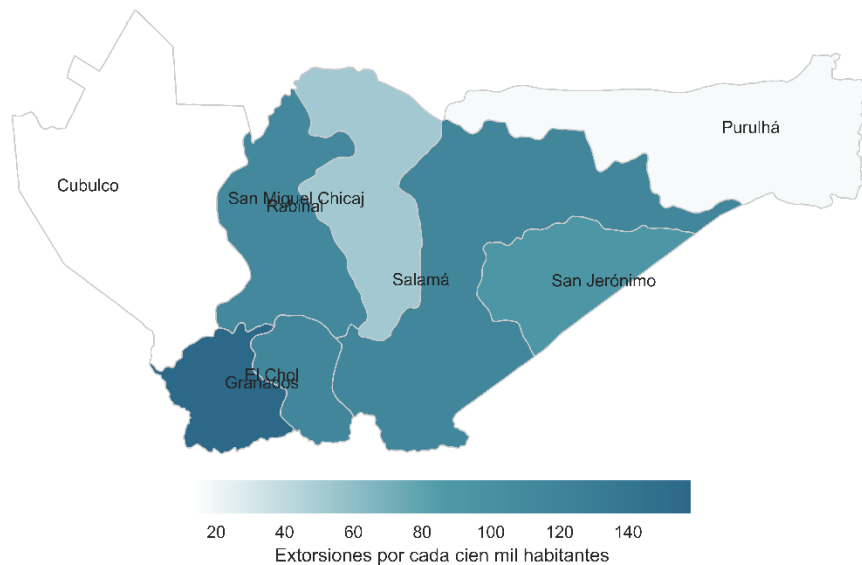 Purulhá
Cubulco
San Miguel Chicaj
Rabinal
Salamá
San Jerónimo
El Chol
Granados
20 40 60 80 100 120 140
Extorsiones por cada cien mil habitantes